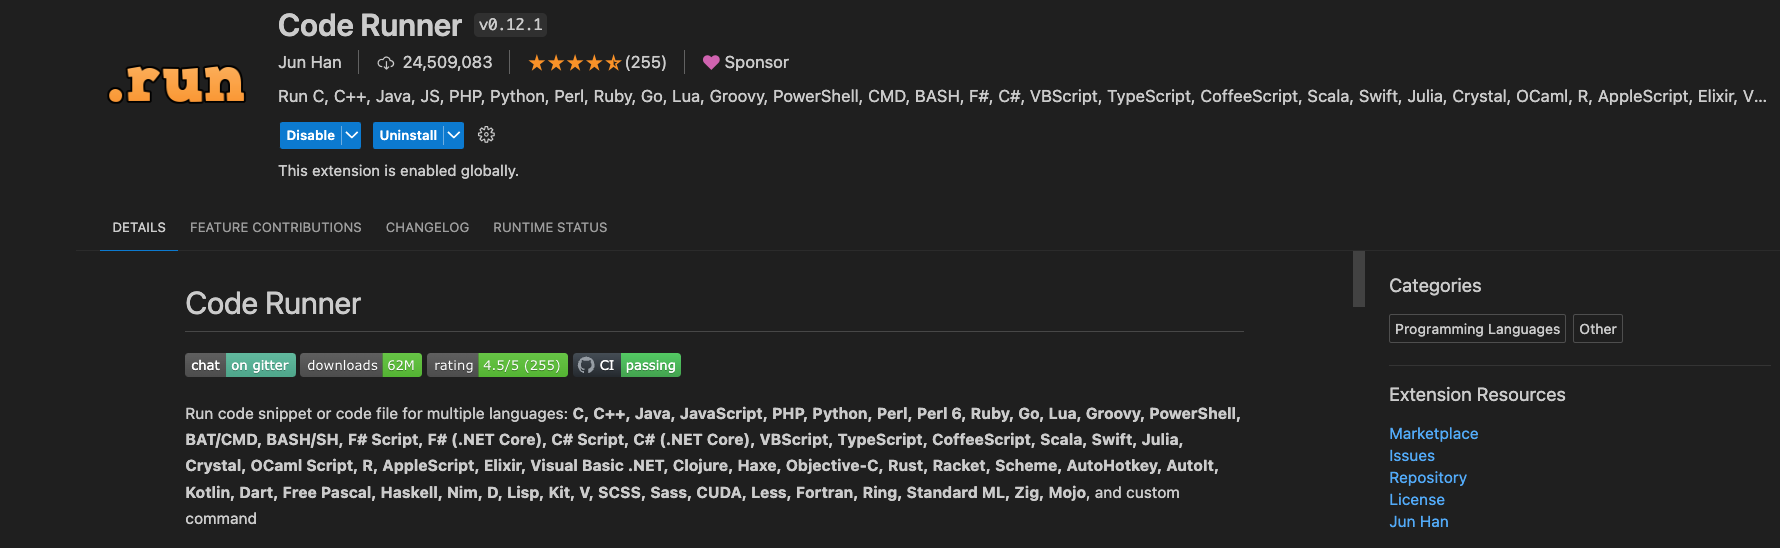 .run
Code Runner v0.12.1
Jun Han 24,509,083 (255) Sponsor
Run C, C++, Java, JS, PHP, Python, Perl, Ruby, Go, Lua, Groovy, PowerShell, CMD, BASH, F#, C#, VBScript, TypeScript, CoffeeScript, Scala, Swift, Julia, Crystal, OCaml, R, AppleScript, Elixir, V...
Disable Uninstall
This extension is enabled globally.
DETAILS FEATURE CONTRIBUTIONS CHANGELOG RUNTIME STATUS
Code Runner
chat on gitter downloads 62M rating 4.5/5 (255) CI passing
Run code snippet or code file for multiple languages: C, C++, Java, JavaScript, PHP, Python, Perl, Perl 6, Ruby, Go, Lua, Groovy, PowerShell,
BAT/CMD, BASH/SH, F# Script, F# (.NET Core), C# Script, C# (.NET Core), VBScript, TypeScript, CoffeeScript, Scala, Swift, Julia,
Crystal, OCaml Script, R, AppleScript, Elixir, Visual Basic .NET, Clojure, Haxe, Objective-C, Rust, Racket, Scheme, AutoHotkey, AutoIt,
Kotlin, Dart, Free Pascal, Haskell, Nim, D, Lisp, Kit, V, SCSS, Sass, CUDA, Less, Fortran, Ring, Standard ML, Zig, Mojo, and custom
command
Categories
Programming Languages Other
Extension Resources
Marketplace
Issues
Repository
License
Jun Han